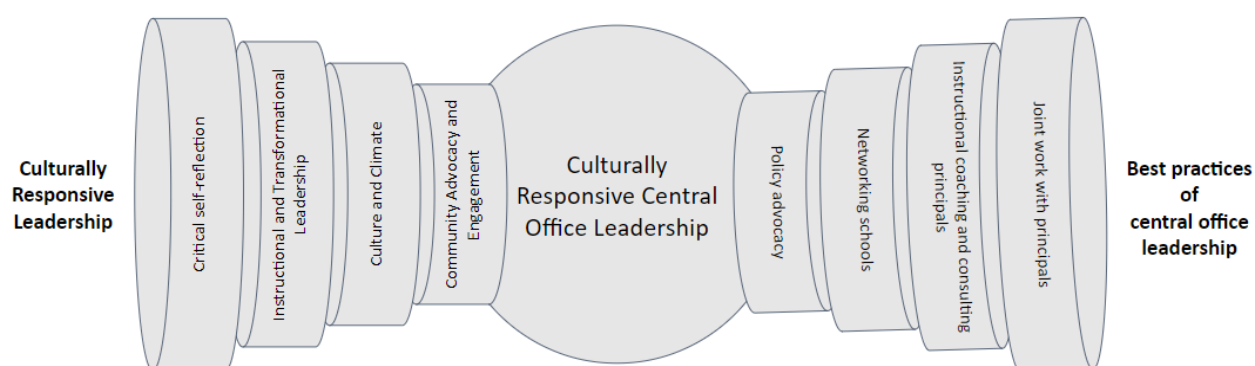 Culturally
Responsive
Leadership
Critical self-reflection
Instructional and Transformational
Leadership
Culture and Climate
Community Advocacy and
Engagement
Culturally
Responsive Central
Office Leadership
Policy advocacy
Networking schools
Instructional coaching and consulting
principals
Joint work with principals
Best practices
of
central office
leadership